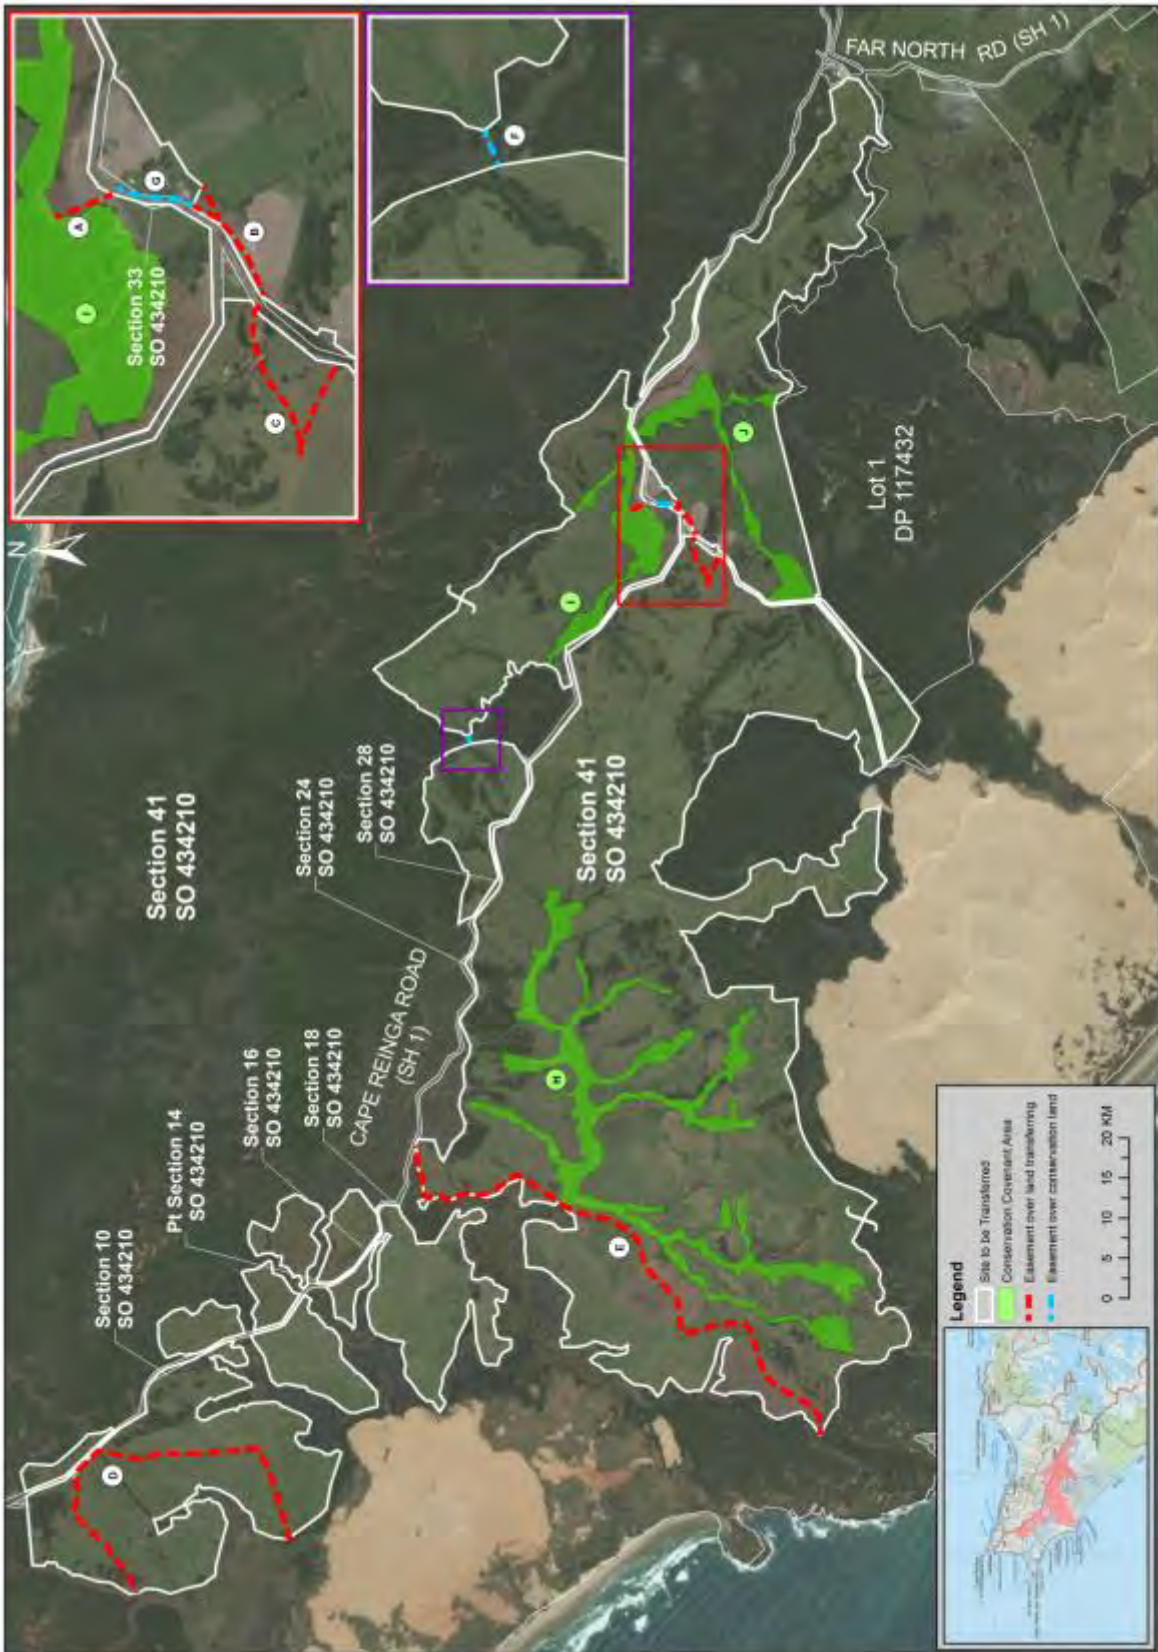 N
Section 41
SO 434210
Section 10
SO 434210
Pt Section 14
SO 434210
Section 16
SO 434210
Section 18
SO 434210
CAPE REINGA ROAD
(SH 1)
Section 24
SO 434210
Section 28
SO 434210
Section 41
SO 434210
Lot 1
DP 117432
FAR NORTH RD (SH 1)
D
E
H
I
J
A
G
B
C
I
Section 33
SO 434210
F
Legend
Site to be Transferred
Conservation Covenant Area
Easement over land transferring
Easement over conservation land
0 5 10 15 20 KM